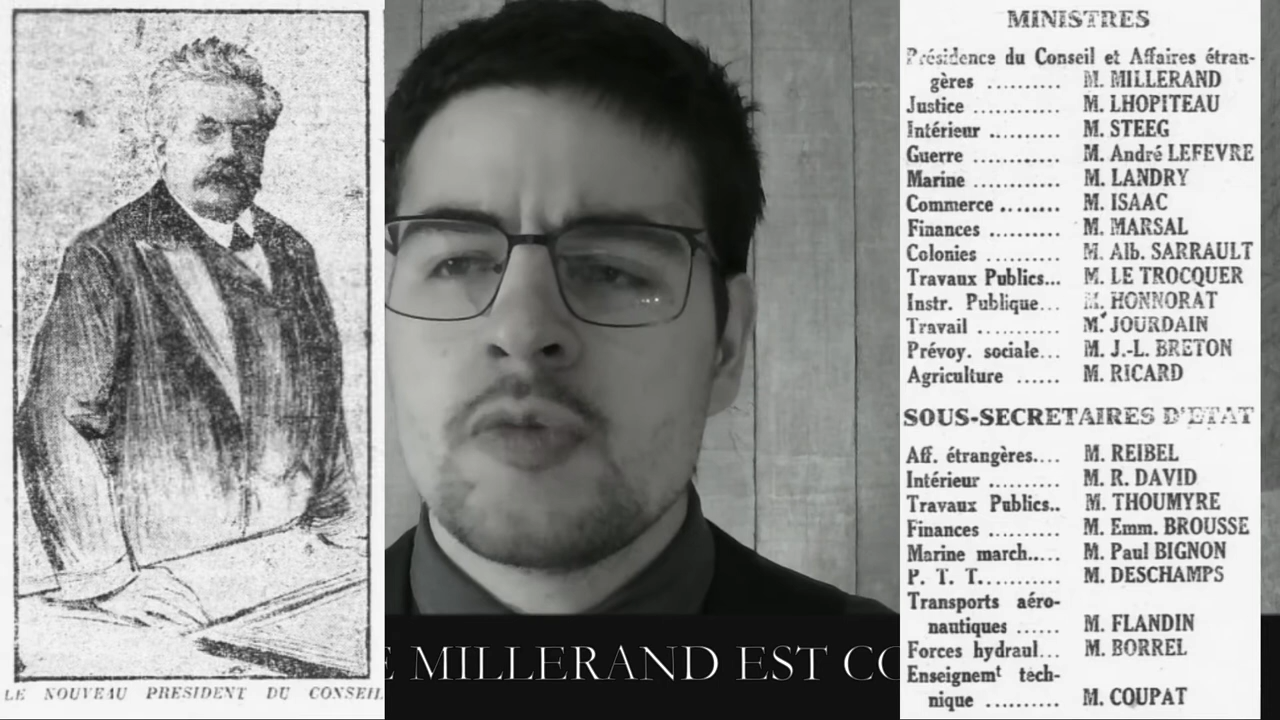 LE NOUVEAU PRESIDENT DU CONSEIL
E MILLERAND EST CO
MINISTRES
Présidence du Conseil et Affaires étran-
gères .......... M. MILLERAND
Justice ............ M. LHOPITEAU
Intérieur .......... M. STEEG
Guerre ............ M. André LEFEVRE
Marine ............ M. LANDRY
Commerce ........ M. ISAAC
Finances .......... M. MARSAL
Colonies .......... M. Alb. SARRAULT
Travaux Publics... M. LE TROCQUER
Instr. Publique... M. HONNORAT
Travail ............ M. JOURDAIN
Prévoy. sociale... M. J.-L. BRETON
Agriculture ...... M. RICARD
SOUS-SECRETAIRES D'ETAT
Aff. étrangères.... M. REIBEL
Intérieur .......... M. R. DAVID
Travaux Publics.. M. THOUMYRE
Finances .......... M. Emm. BROUSSE
Marine march..... M. Paul BIGNON
P. T. T........... M. DESCHAMPS
Transports aéro-
nautiques ...... M. FLANDIN
Forces hydraul... M. BORREL
Enseignemt tech-
nique .......... M. COUPAT